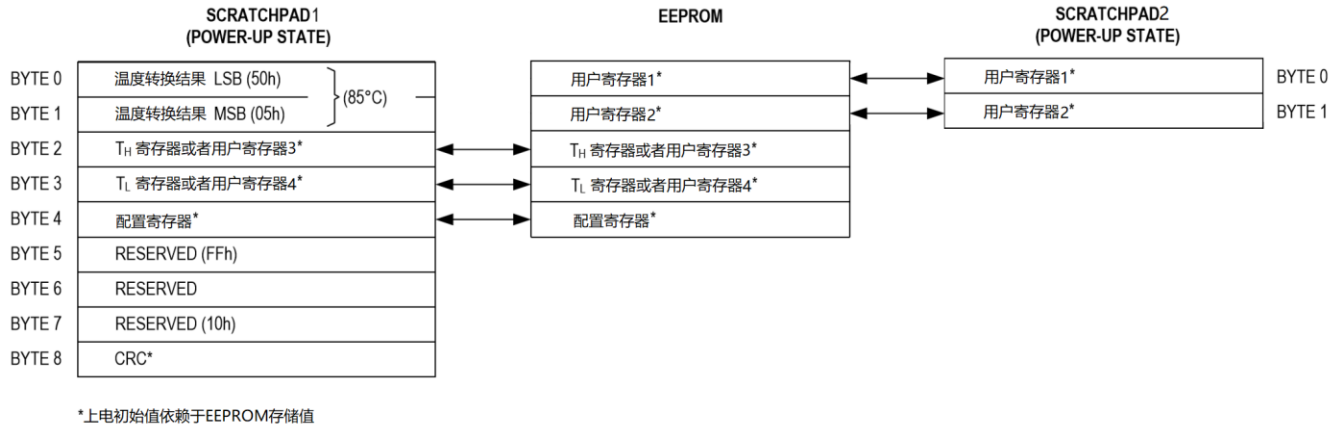 SCRATCHPAD1
(POWER-UP STATE)
EEPROM
SCRATCHPAD2
(POWER-UP STATE)
BYTE 0 温度转换结果 LSB (50h) (85°C) 用户寄存器1* 用户寄存器1* BYTE 0
BYTE 1 温度转换结果 MSB (05h) 用户寄存器2* 用户寄存器2* BYTE 1
BYTE 2 TH 寄存器或者用户寄存器3* TH 寄存器或者用户寄存器3*
BYTE 3 TL 寄存器或者用户寄存器4* TL 寄存器或者用户寄存器4*
BYTE 4 配置寄存器* 配置寄存器*
BYTE 5 RESERVED (FFh)
BYTE 6 RESERVED
BYTE 7 RESERVED (10h)
BYTE 8 CRC*
*上电初始值依赖于EEPROM存储值